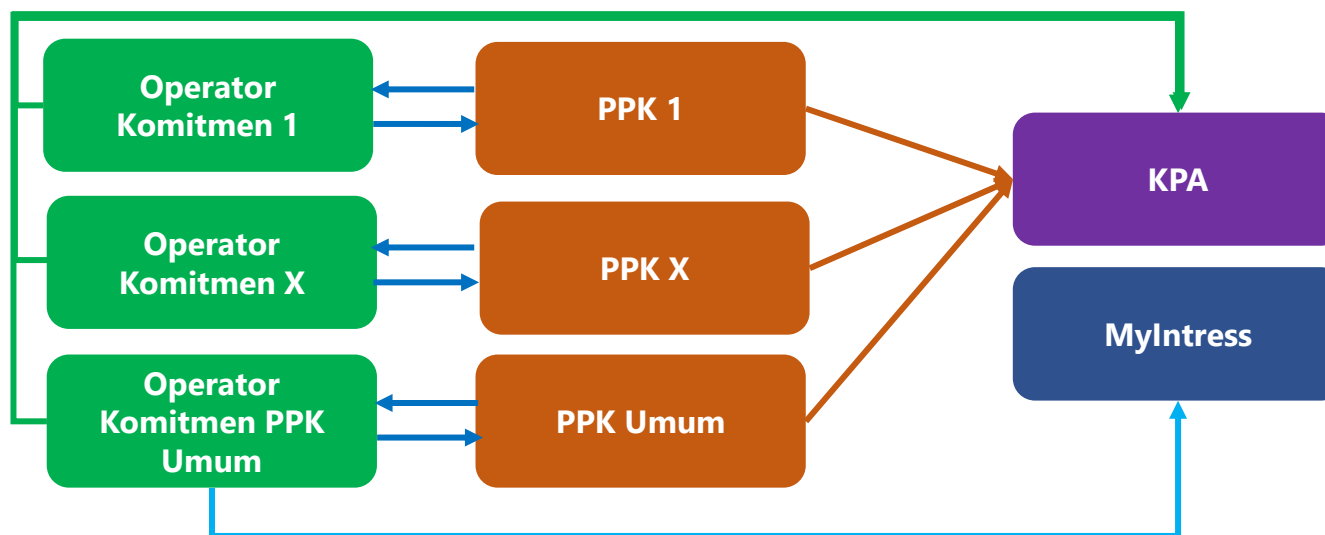 Operator
Komitmen 1
PPK 1
KPA
Operator
Komitmen X
PPK X
MyIntress
Operator
Komitmen PPK
Umum
PPK Umum